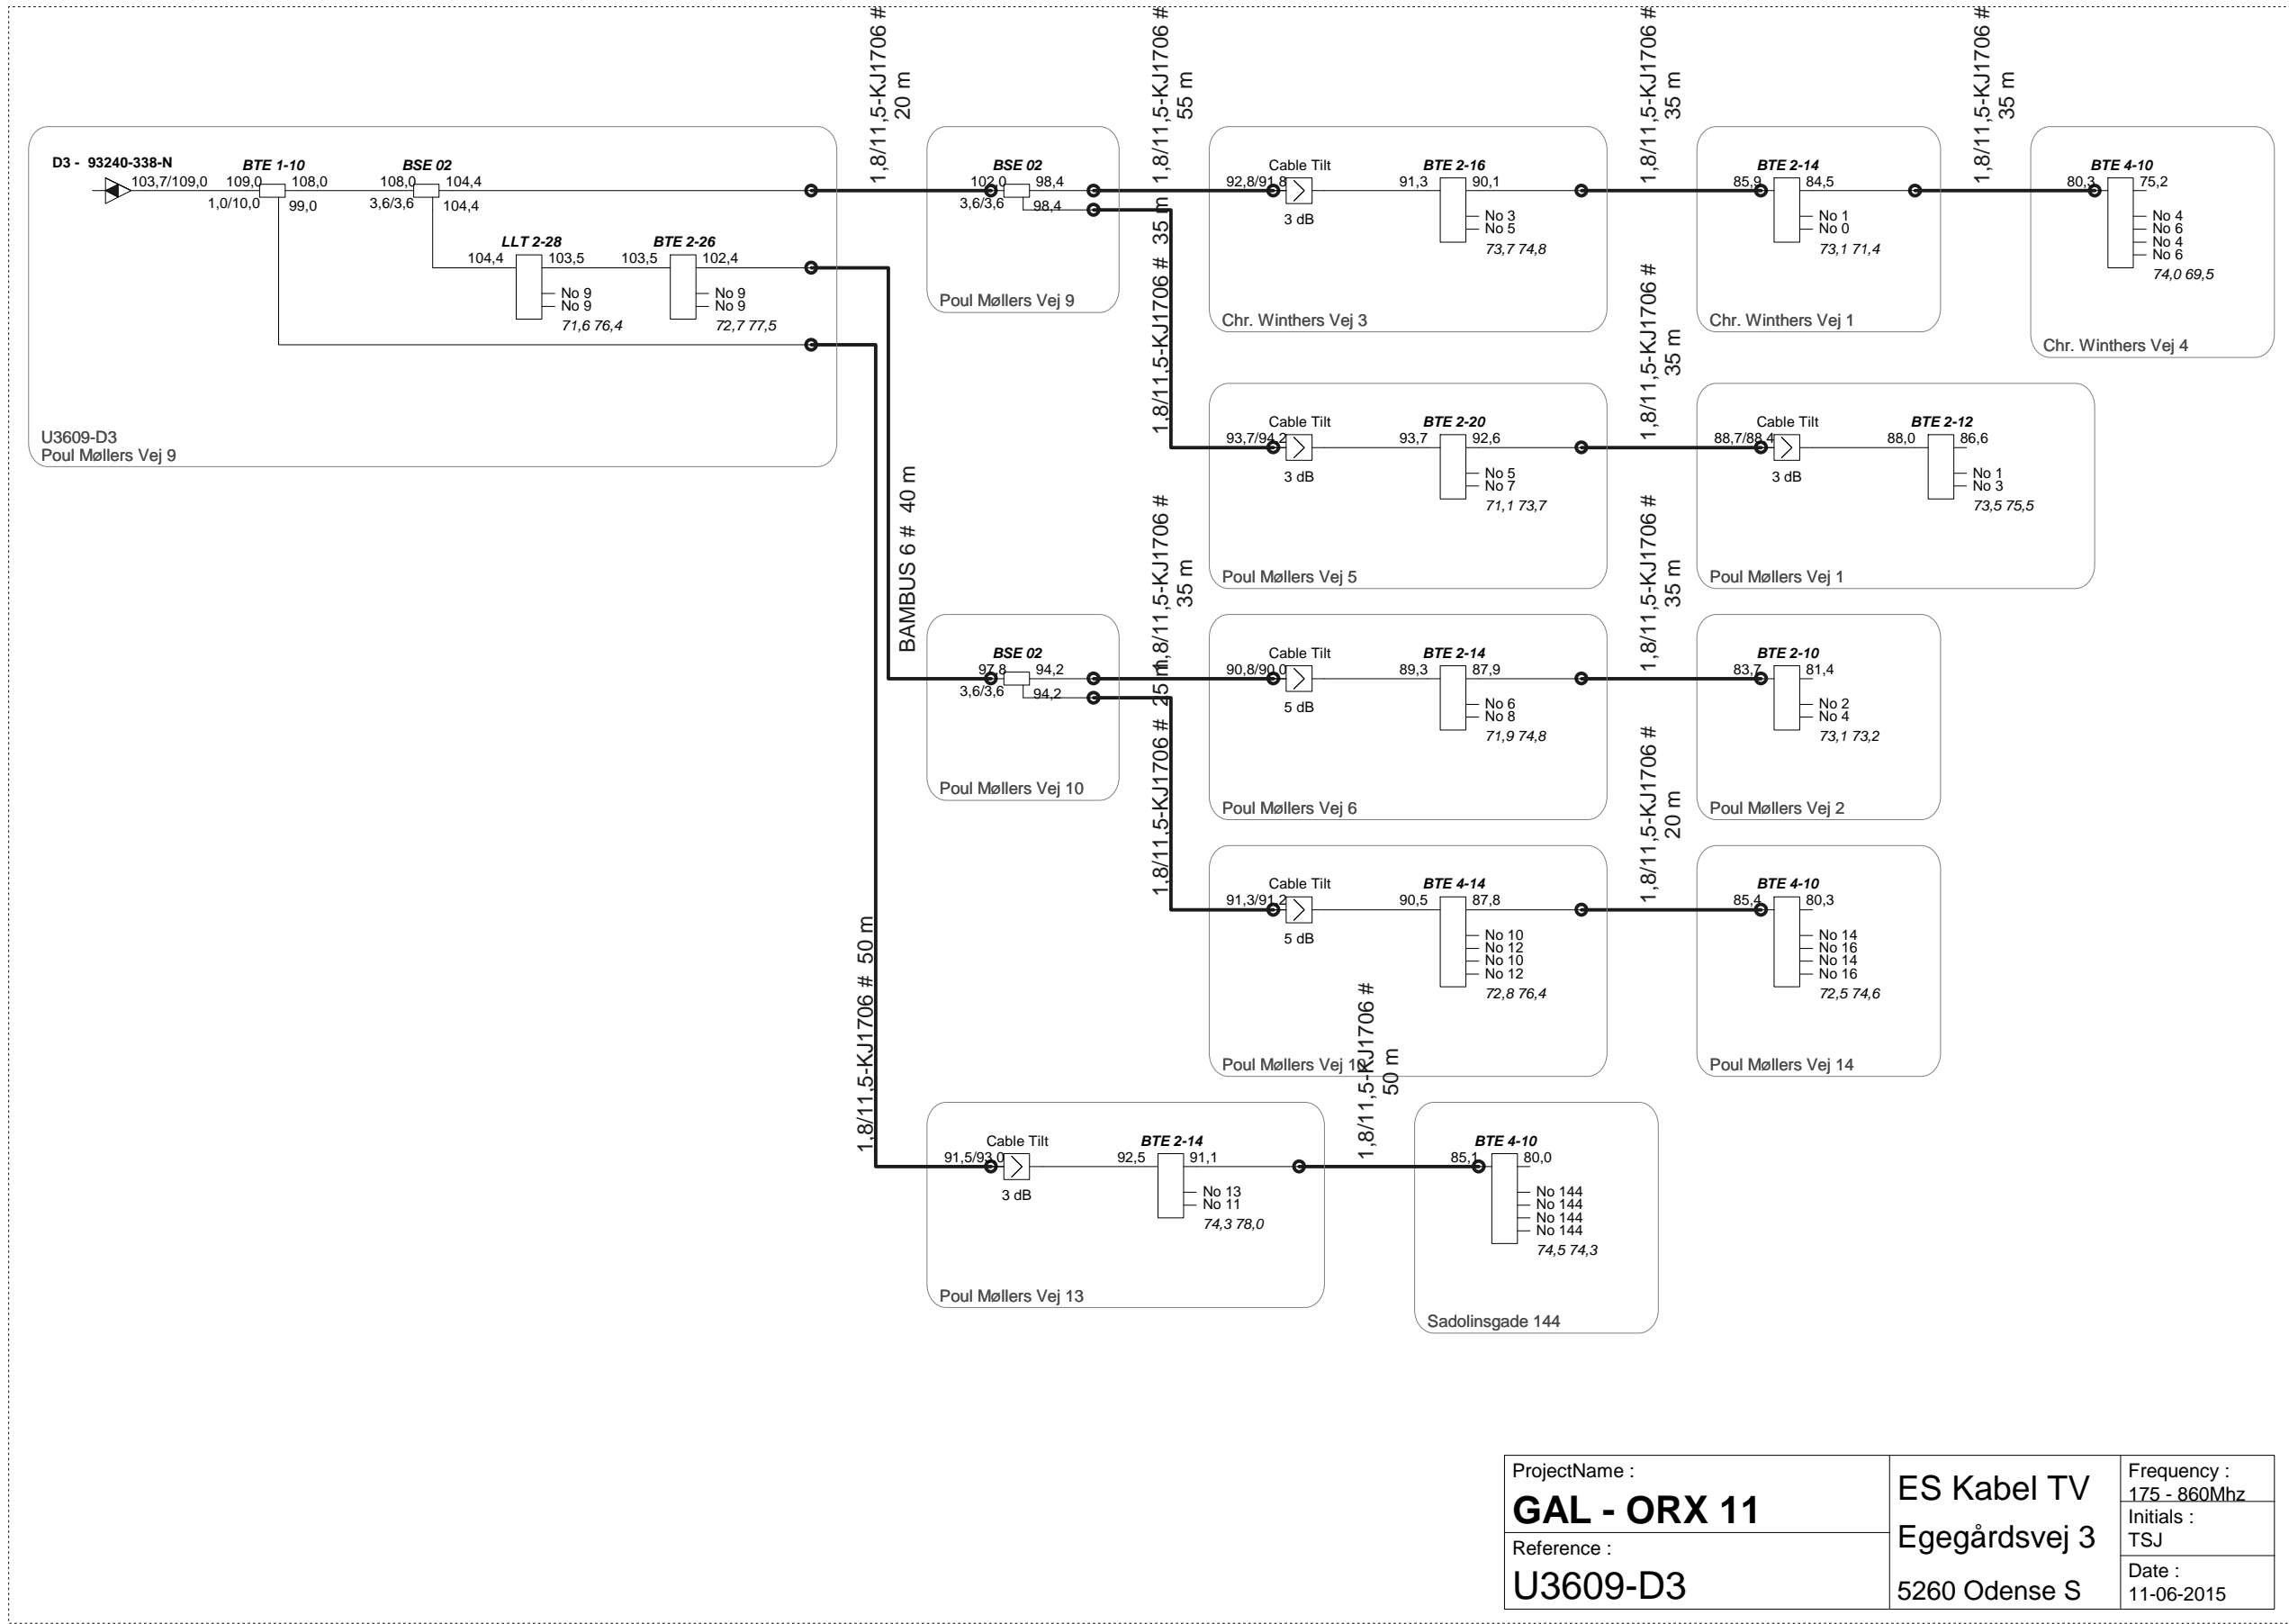 1,8/11,5-KJ1706 #
20 m
1,8/11,5-KJ1706 #
55 m
1,8/11,5-KJ1706 #
35 m
1,8/11,5-KJ1706 #
35 m
D3 - 93240-338-N
103,7/109,0
BTE 1-10
109,0
108,0
1,0/10,0
99,0
BSE 02
108,0
104,4
3,6/3,6
104,4
LLT 2-28
104,4
103,5
No 9
No 9
71,6 76,4
BTE 2-26
103,5
102,4
No 9
No 9
72,7 77,5
U3609-D3
Poul Møllers Vej 9
BSE 02
102,0
98,4
3,6/3,6
98,4
Poul Møllers Vej 9
Cable Tilt
92,8/91,8
3 dB
BTE 2-16
91,3
90,1
No 3
No 5
73,7 74,8
Chr. Winthers Vej 3
BTE 2-14
85,9
84,5
No 1
No 0
73,1 71,4
Chr. Winthers Vej 1
BTE 4-10
80,3
75,2
No 4
No 6
No 4
No 6
74,0 69,5
Chr. Winthers Vej 4
1,8/11,5-KJ1706 # 35 m
Cable Tilt
93,7/94,2
3 dB
BTE 2-20
93,7
92,6
No 5
No 7
71,1 73,7
Poul Møllers Vej 5
1,8/11,5-KJ1706 #
35 m
Cable Tilt
88,7/88,4
3 dB
BTE 2-12
88,0
86,6
No 1
No 3
73,5 75,5
Poul Møllers Vej 1
BAMBUS 6 # 40 m
BSE 02
97,8
94,2
3,6/3,6
94,2
Poul Møllers Vej 10
1,8/11,5-KJ1706 #
35 m
Cable Tilt
90,8/90,0
5 dB
BTE 2-14
89,3
87,9
No 6
No 8
71,9 74,8
Poul Møllers Vej 6
1,8/11,5-KJ1706 #
35 m
BTE 2-10
83,7
81,4
No 2
No 4
73,1 73,2
Poul Møllers Vej 2
1,8/11,5-KJ1706 # 25 m
Cable Tilt
91,3/91,2
5 dB
BTE 4-14
90,5
87,8
No 10
No 12
No 10
No 12
72,8 76,4
Poul Møllers Vej
1,8/11,5-KJ1706 #
20 m
BTE 4-10
85,4
80,3
No 14
No 16
No 14
No 16
72,5 74,6
Poul Møllers Vej 14
1,8/11,5-KJ1706 # 50 m
Cable Tilt
91,5/93,0
3 dB
BTE 2-14
92,5
91,1
No 13
No 11
74,3 78,0
Poul Møllers Vej 13
1,8/11,5-KJ1706 #
50 m
BTE 4-10
85,1
80,0
No 144
No 144
No 144
No 144
74,5 74,3
Sadolinsgade 144
ProjectName :
GAL - ORX 11
Reference :
U3609-D3
ES Kabel TV
Egegårdsvej 3
5260 Odense S
Frequency :
175 - 860Mhz
Initials :
TSJ
Date :
11-06-2015